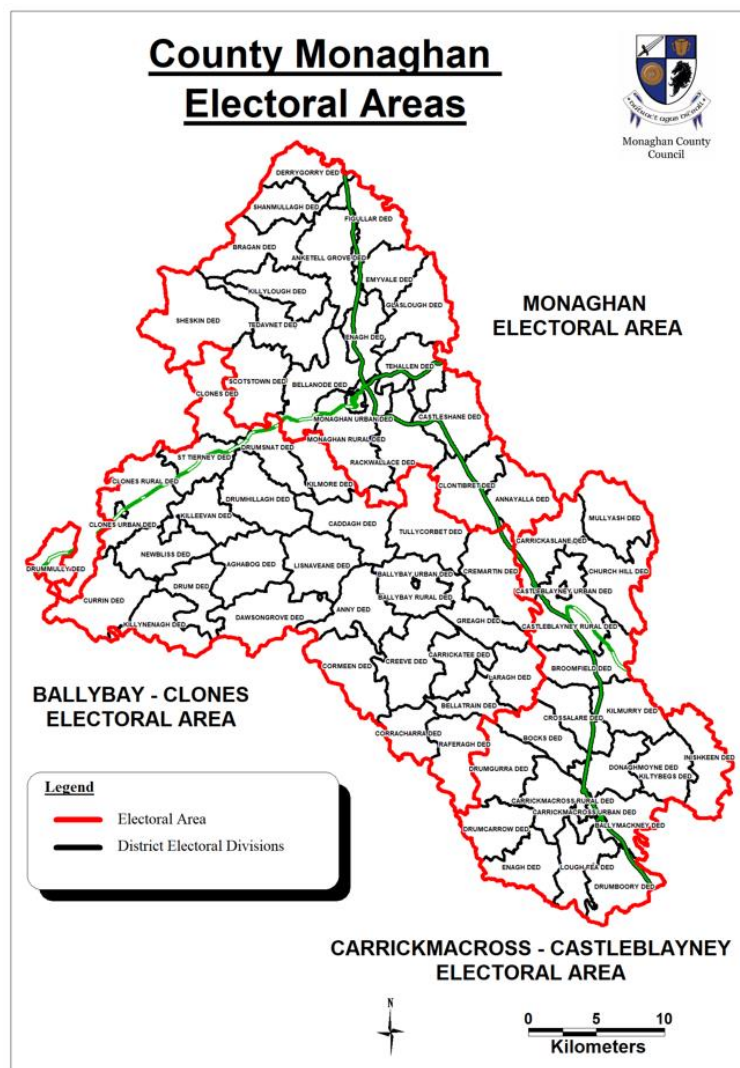 County Monaghan
Electoral Areas
Monaghan County
Council
DERRYGORRY DED
SHANMULLAGH DED
FIGULLAR DED
BRAGAN DED
ANKETELL GROVE DED
EMYVALE DED
KILLYLOUGH DED
GLASLOUGH DED
SHESKIN DED
TEDAVNET DED
MONAGHAN
ELECTORAL AREA
ENAGH DED
TEHALLEN DED
SCOTSTOWN DED
BELLANODE DED
CLONES DED
MONAGHAN URBAN DED
CASTLESHANE DED
MONAGHAN RURAL DED
DRUMSNAT DED
ST TIERNEY DED
RACKWALLACE DED
CLONES RURAL DED
KILMORE DED
CLONTIBRET DED
ANNAYALLA DED
DRUMHILLAGH DED
KILLEEVAN DED
CLONES URBAN DED
CADDAGH DED
TULLYCORBET DED
MULLYASH DED
CARRICKASLANE DED
NEWBLISS DED
AGHABOG DED
LISNAVEANE DED
DRUMMULLY DED
BALLYBAY URBAN DED
CREMARTIN DED
CHURCH HILL DED
DRUM DED
BALLYBAY RURAL DED
CASTLEBLAYNEY URBAN DED
CURRIN DED
ANNY DED
KILLYNENAGH DED
DAWSONGROVE DED
GREAGH DED
CASTLEBLAYNEY RURAL DED
CARRICKATEE DED
CORMEEN DED
CREEVE DED
BROOMFIELD DED
LARAGH DED
BALLYBAY - CLONES
ELECTORAL AREA
BELLATRAIN DED
KILMURRY DED
CROSSALARE DED
CORRACHARRA DED
RAFERAGH DED
BOCKS DED
INISHKEEN DED
DRUMGURRA DED
DONAGHMOYNE DED
KILTYBEGS DED
Legend
Electoral Area
District Electoral Divisions
CARRICKMACROSS RURAL DED
CARRICKMACROSS URBAN DED
DRUMCARROW DED
BALLYMACKNEY DED
ENAGH DED
LOUGH FEA DED
DRUMBOORY DED
CARRICKMACROSS - CASTLEBLAYNEY
ELECTORAL AREA
N
0 5 10
Kilometers